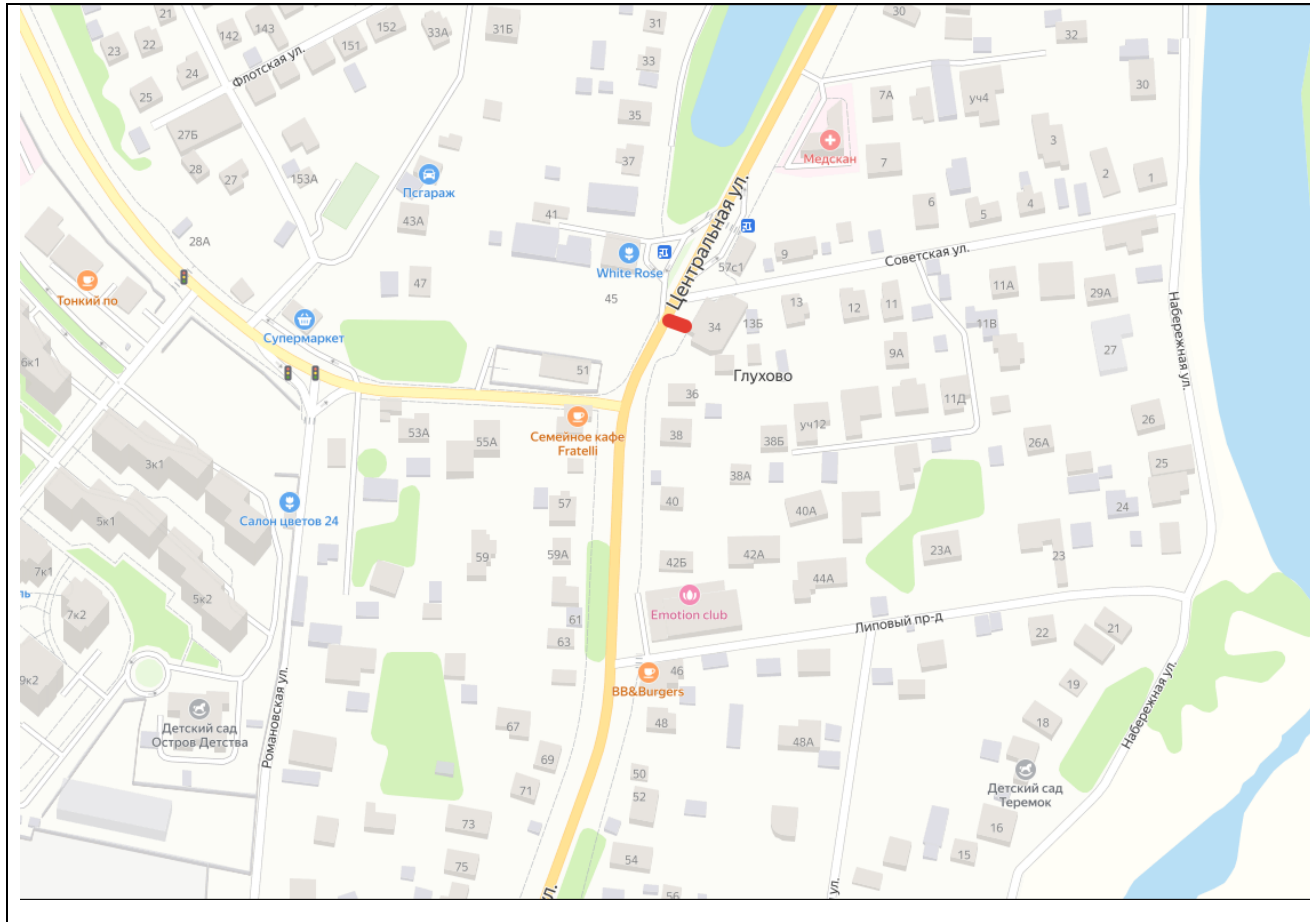 21
142
143
152
33А
31Б
31
30
32
23
22
151
33
24
Флотская ул.
25
7А
уч4
30
27Б
35
3
Медскан
28
27
153А
37
7
2
1
Псгараж
Центральная ул.
6
5
4
43А
41
28А
57с1
9
Советская ул.
White Rose
Тонкий по
47
45
11А
29А
Набережная ул.
13
12
11
Супермаркет
34
13Б
11В
27
6к1
9А
51
Глухово
36
11Д
Семейное кафе
Fratelli
53А
55А
38
38Б
уч12
26А
26
3к1
38А
25
5к1
57
40
40А
24
Салон цветов 24
59
59А
42Б
42А
23А
23
7к1
5к2
44А
ль
7к2
Emotion club
61
Липовый пр-д
63
22
21
9к2
46
BB&Burgers
19
Набережная ул.
Романовская ул.
Детский сад
Остров Детства
67
48
48А
18
69
50
71
52
Детский сад
Теремок
73
16
75
54
15
ул.
56
ул.